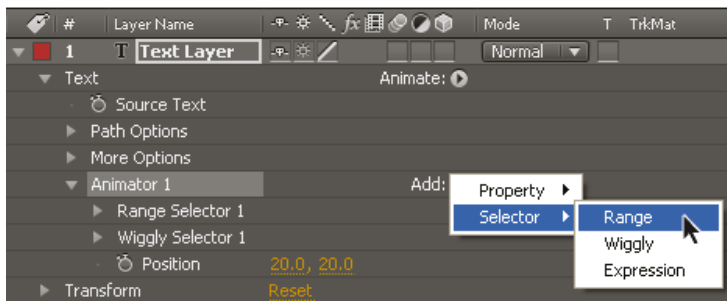 # Layer Name fx Mode T TrkMat
1 T Text Layer Normal
Text Animate:
Source Text
Path Options
More Options
Animator 1 Add: Property
Range Selector 1 Selector Range
Wiggly Selector 1 Wiggly
Position 20.0, 20.0 Expression
Transform Reset